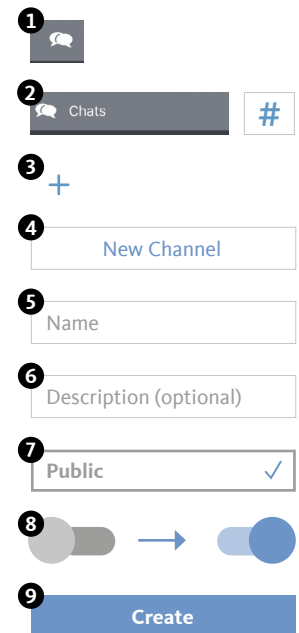 1
2
Chats #
3
+
4
New Channel
5
Name
6
Description (optional)
7
Public
8
9
Create